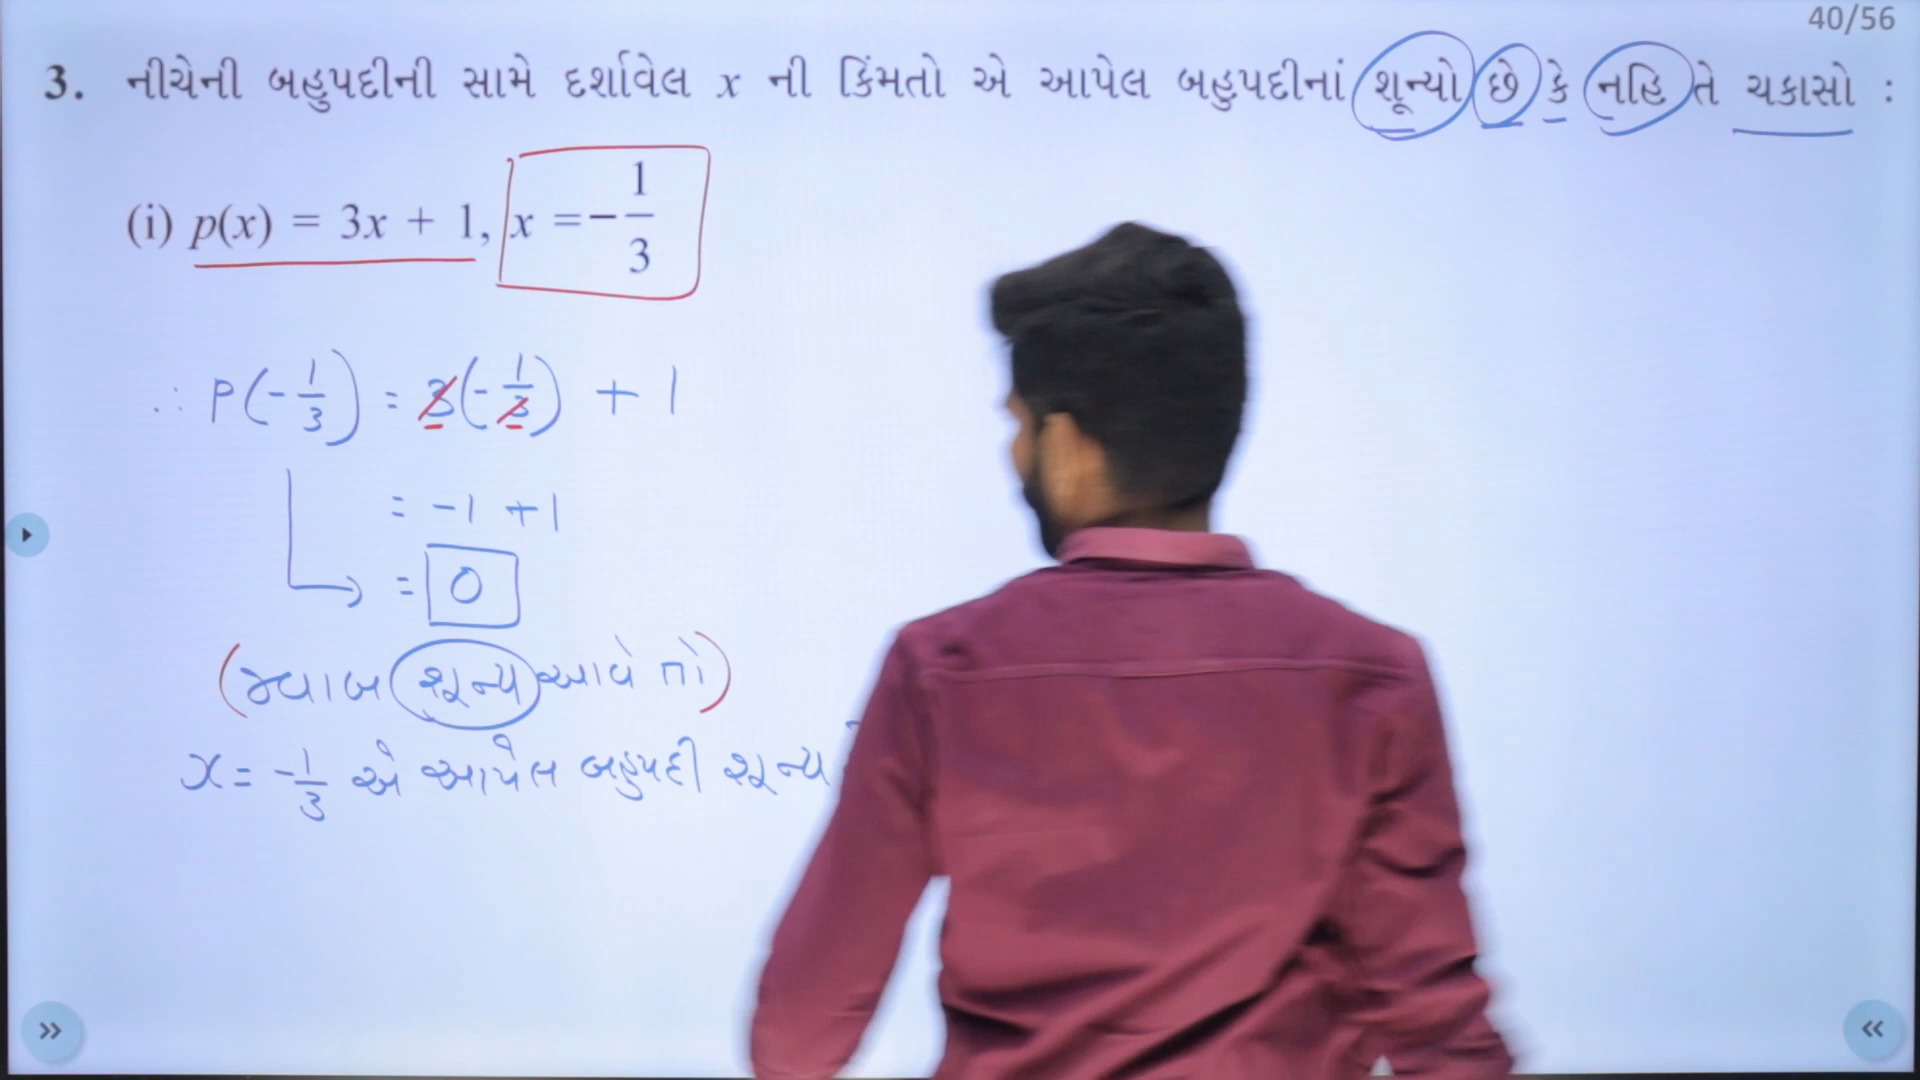 40/56
3. નીચેની બહુપદીની સામે દર્શાવેલ x ની કિંમતો એ આપેલ બહુપદીનાં શૂન્યો છે કે નહિ તે ચકાસો :
(i) p(x) = 3x + 1, x = -1/3
∴ P(-1/3) = 3(-1/3) + 1
= -1 + 1
= 0
(જવાબ શૂન્ય આવે તો)
x = -1/3 એ આપેલ બહુપદી શૂન્ય